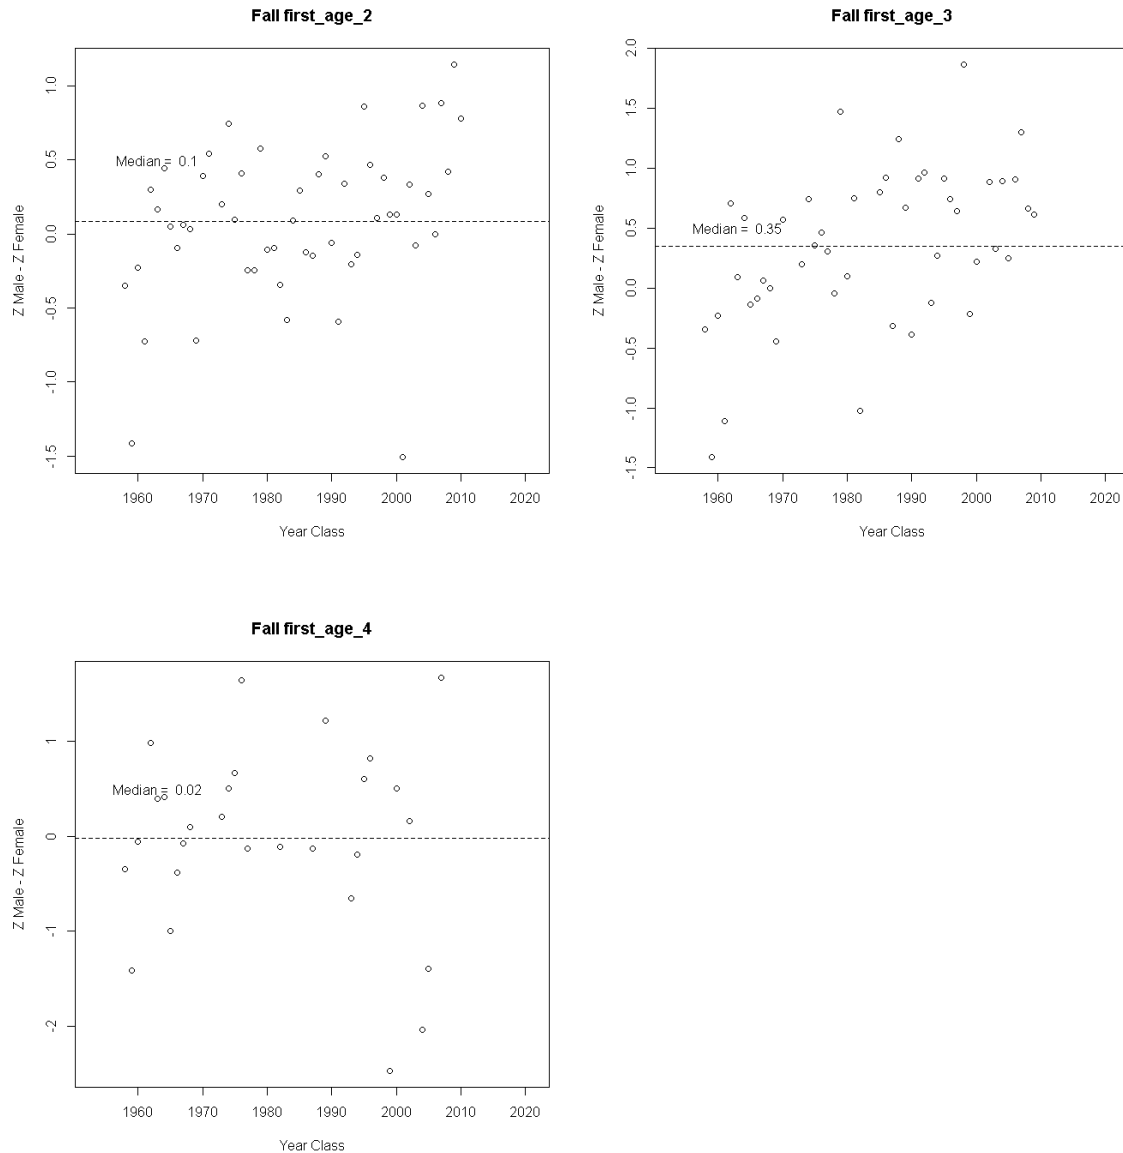 Fall first_age_2
1.0
0.5
0.0
-0.5
-1.0
-1.5
Z Male - Z Female
Median = 0.1
1960 1970 1980 1990 2000 2010 2020
Year Class
Fall first_age_3
2.0
1.5
1.0
0.5
0.0
-0.5
-1.0
-1.5
Z Male - Z Female
Median = 0.35
1960 1970 1980 1990 2000 2010 2020
Year Class
Fall first_age_4
1
0
-1
-2
Z Male - Z Female
Median = 0.02
1960 1970 1980 1990 2000 2010 2020
Year Class